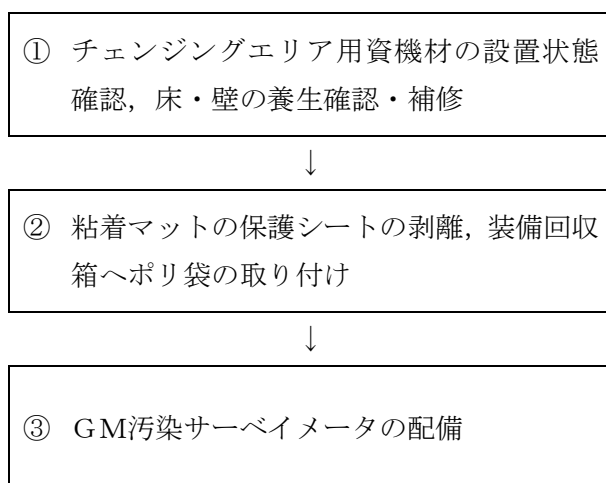 ① チェンジングエリア用資機材の設置状態
確認，床・壁の養生確認・補修
↓
② 粘着マットの保護シートの剥離，装備回収
箱へポリ袋の取り付け
↓
③ ＧＭ汚染サーベイメータの配備